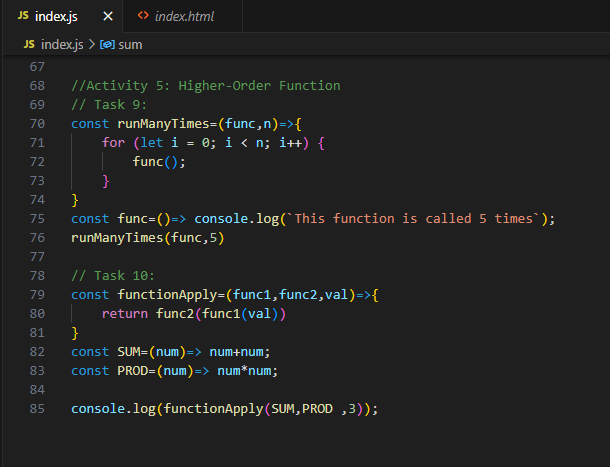 JS index.js × <> index.html
JS index.js > sum
67
68 //Activity 5: Higher-Order Function
69 // Task 9:
70 const runManyTimes=(func,n)=>{
71 for (let i = 0; i < n; i++) {
72 func();
73 }
74 }
75 const func=()=> console.log(`This function is called 5 times`);
76 runManyTimes(func,5)
77
78 // Task 10:
79 const functionApply=(func1,func2,val)=>{
80 return func2(func1(val))
81 }
82 const SUM=(num)=> num+num;
83 const PROD=(num)=> num*num;
84
85 console.log(functionApply(SUM,PROD ,3));